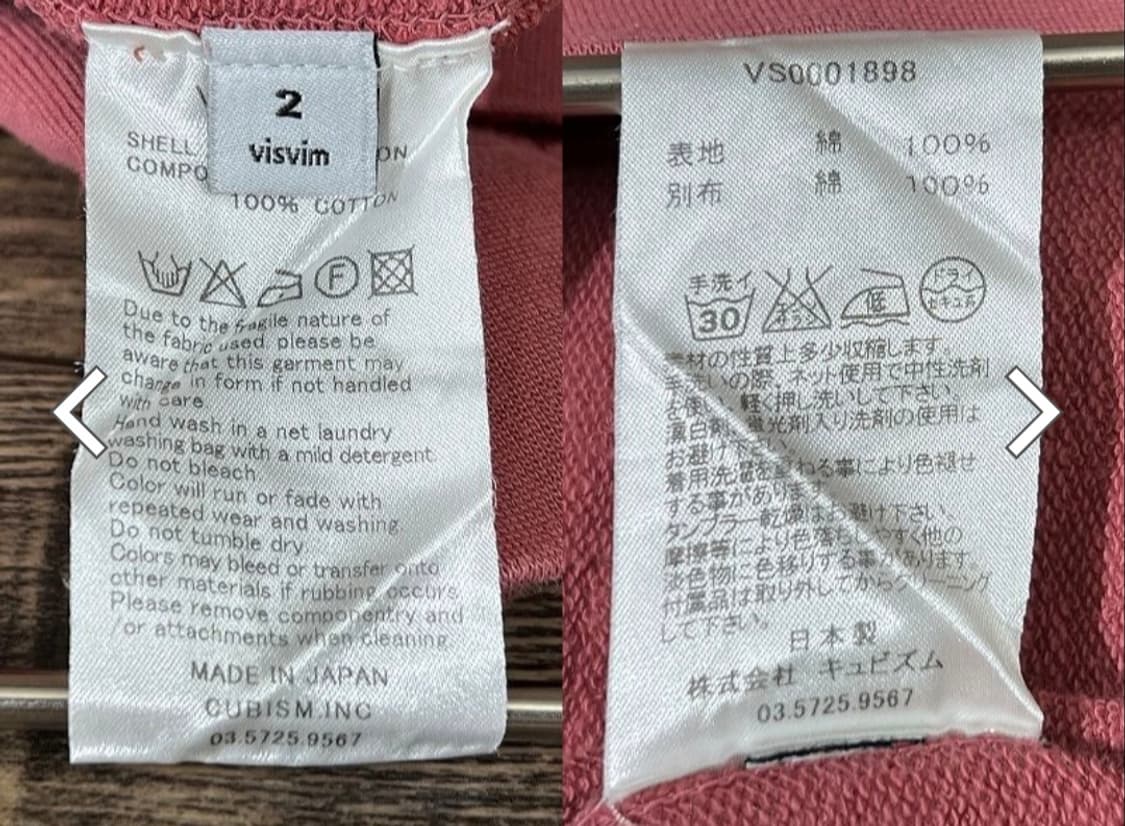 2
visvim
SHELL
COMPO
ON
100% COTTON
F
Due to the fragile nature of
the fabric used, please be
aware that this garment may
change in form if not handled
with care.
Hand wash in a net laundry
washing bag with a mild detergent.
Do not bleach
Color will run or fade with
repeated wear and washing.
Do not tumble dry.
Colors may bleed or transfer onto
other materials if rubbing occurs
Please remove componentry and
/or attachments when cleaning.
MADE IN JAPAN
CUBISM.INC
03.5725.9567
VS0001898
表地 綿 100%
別布 綿 100%
手洗イ
30
エンソ
低
ドライ
セキユ系
素材の性質上多少収縮します。
手洗いの際、ネット使用で中性洗剤
を使い、軽く押し洗いして下さい。
漂白剤、蛍光剤入り洗剤の使用は
お避け下さい。
着用洗濯を重ねる事により色褪せ
する事があります。
タンブラー乾燥はお避け下さい。
摩擦等により色落ちしやすく他の
淡色物に色移りする事があります。
付属品は取り外してからクリーニング
して下さい。
日本製
株式会社 キュビズム
03.5725.9567